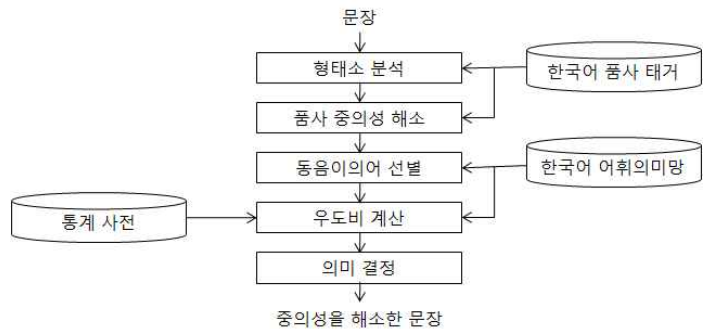 문장
형태소 분석
한국어 품사 태거
품사 중의성 해소
동음이의어 선별
한국어 어휘의미망
통계 사전
우도비 계산
의미 결정
중의성을 해소한 문장